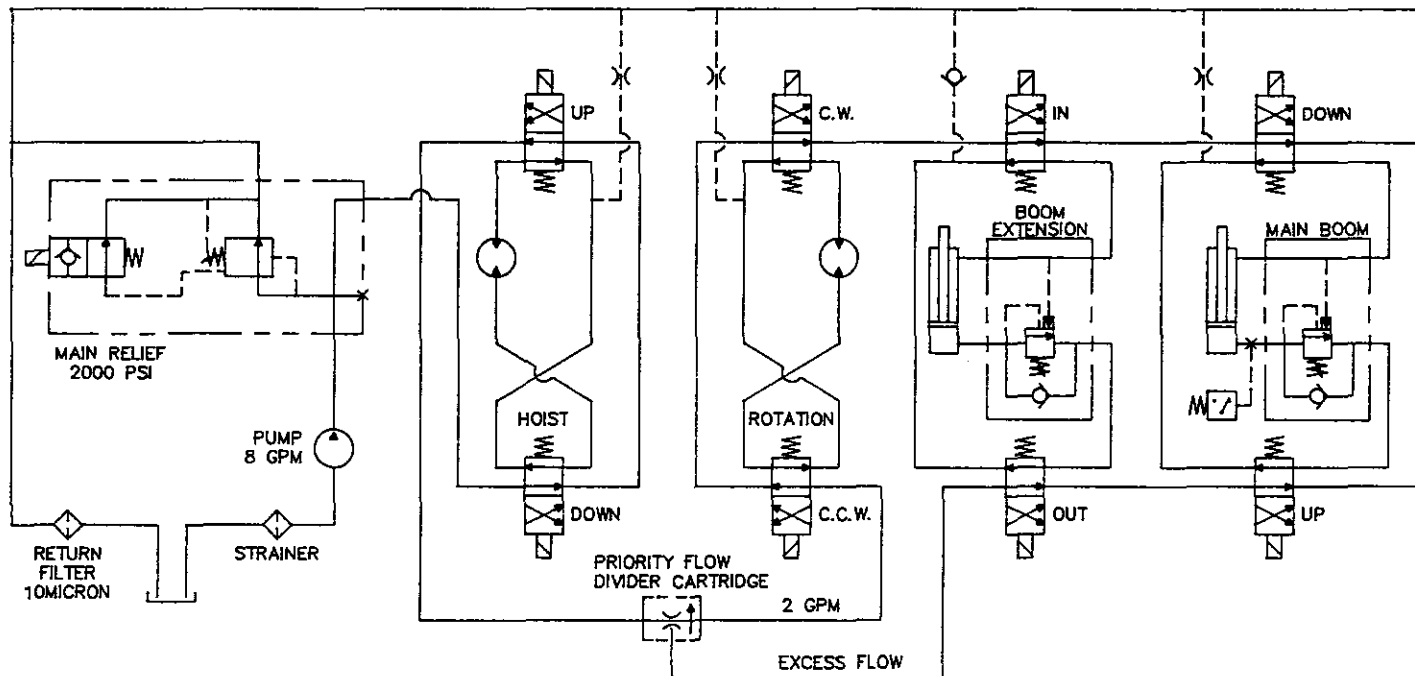 UP
C.W.
IN
DOWN
BOOM
EXTENSION
MAIN BOOM
MAIN RELIEF
2000 PSI
HOIST
ROTATION
PUMP
8 GPM
DOWN
C.C.W.
OUT
UP
RETURN
FILTER
10MICRON
STRAINER
PRIORITY FLOW
DIVIDER CARTRIDGE
2 GPM
EXCESS FLOW